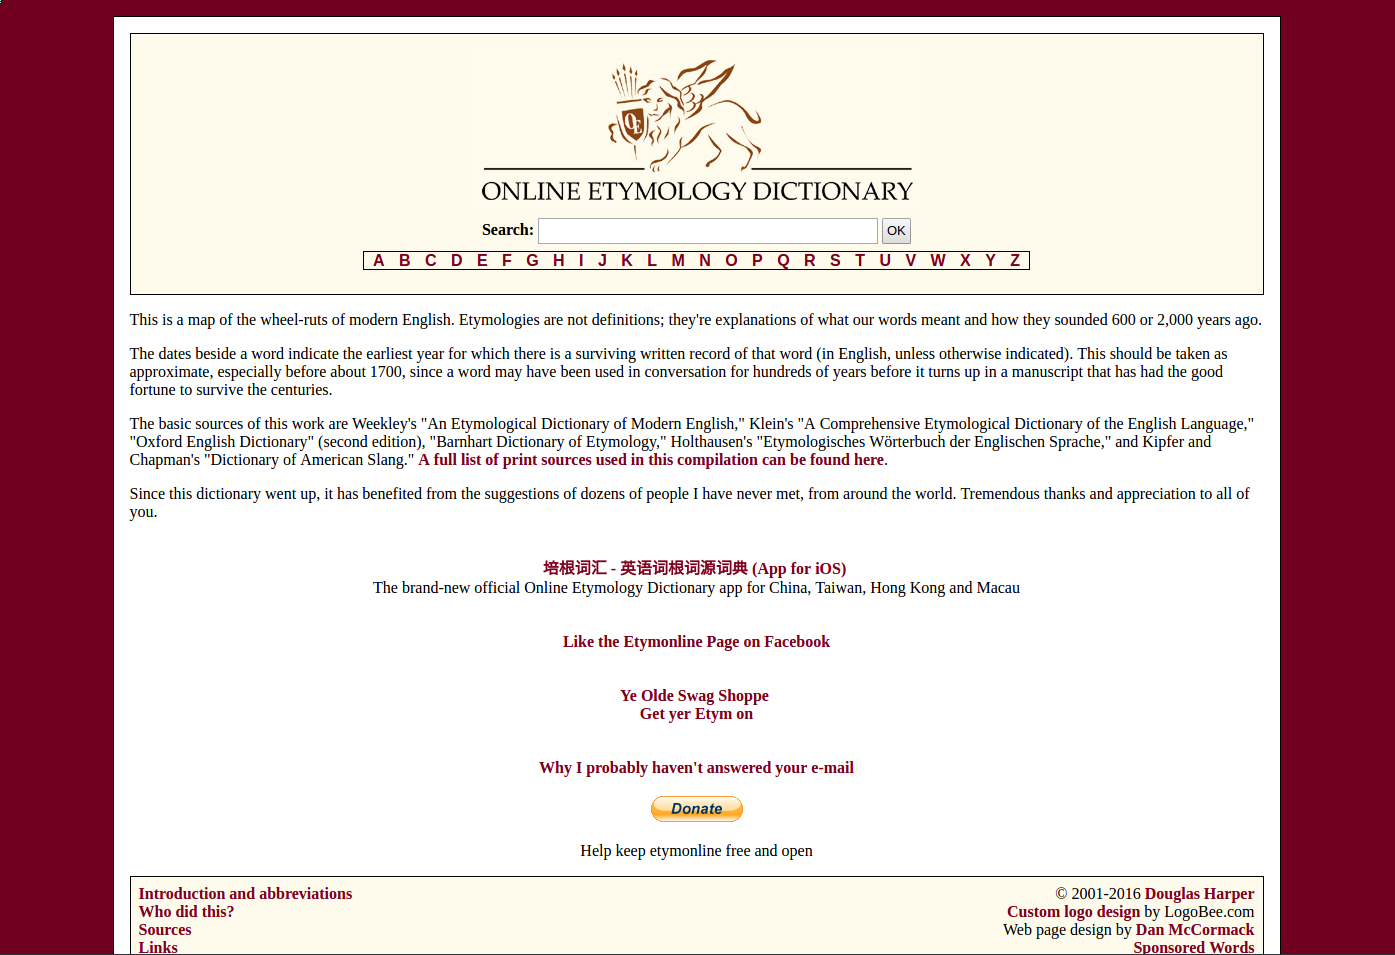 OE
ONLINE ETYMOLOGY DICTIONARY
Search: OK
A B C D E F G H I J K L M N O P Q R S T U V W X Y Z
This is a map of the wheel-ruts of modern English. Etymologies are not definitions; they're explanations of what our words meant and how they sounded 600 or 2,000 years ago.
The dates beside a word indicate the earliest year for which there is a surviving written record of that word (in English, unless otherwise indicated). This should be taken as
approximate, especially before about 1700, since a word may have been used in conversation for hundreds of years before it turns up in a manuscript that has had the good
fortune to survive the centuries.
The basic sources of this work are Weekley's "An Etymological Dictionary of Modern English," Klein's "A Comprehensive Etymological Dictionary of the English Language,"
"Oxford English Dictionary" (second edition), "Barnhart Dictionary of Etymology," Holthausen's "Etymologisches Wörterbuch der Englischen Sprache," and Kipfer and
Chapman's "Dictionary of American Slang." A full list of print sources used in this compilation can be found here.
Since this dictionary went up, it has benefited from the suggestions of dozens of people I have never met, from around the world. Tremendous thanks and appreciation to all of
you.
培根词汇 - 英语词根词源词典 (App for iOS)
The brand-new official Online Etymology Dictionary app for China, Taiwan, Hong Kong and Macau
Like the Etymonline Page on Facebook
Ye Olde Swag Shoppe
Get yer Etym on
Why I probably haven't answered your e-mail
Donate
Help keep etymonline free and open
Introduction and abbreviations
Who did this?
Sources
Links
© 2001-2016 Douglas Harper
Custom logo design by LogoBee.com
Web page design by Dan McCormack
Sponsored Words